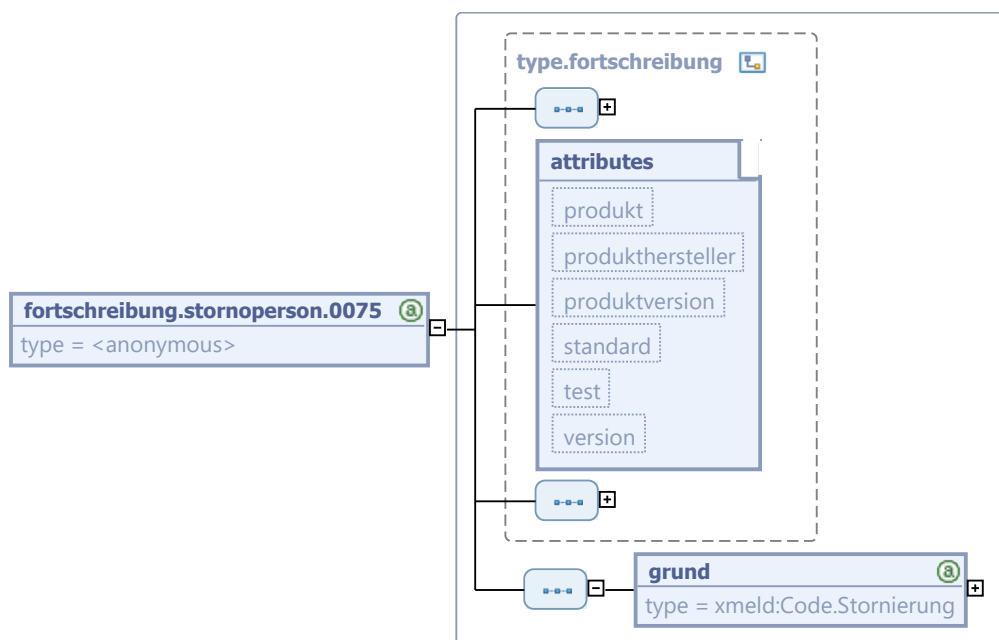 type.fortschreibung
attributes
produkt
produkthersteller
produktversion
fortschreibung.stornoperson.0075 a
type = <anonymous>
standard
test
version
grund a
type = xmeld:Code.Stornierung